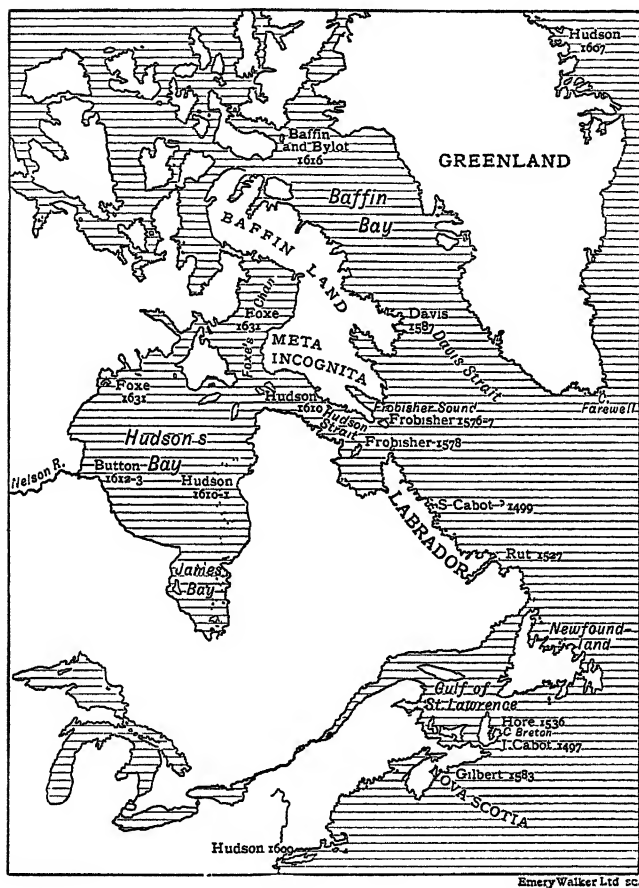 Hudson
1607
Baffin
and Bylot
1616
GREENLAND
Baffin
Bay
BAFFIN LAND
Foxe
1631
Foxe's Chan
Davis
1587
Davis Strait
META
INCOGNITA
C.
Farewell
Foxe
1631
Hudson
1610
Frobisher Sound
Frobisher 1576-7
Hudson
Strait
Frobisher 1578
Hudson's
Bay
Nelson R.
Button
1612-3
Hudson
1610-1
S. Cabot ? 1499
LABRADOR
Rut 1527
James
Bay
Newfound-
land
Gulf of
St. Lawrence
Hore 1536
C Breton
J. Cabot 1497
Gilbert 1583
NOVA SCOTIA
Hudson 1609
Emery Walker Ltd sc.